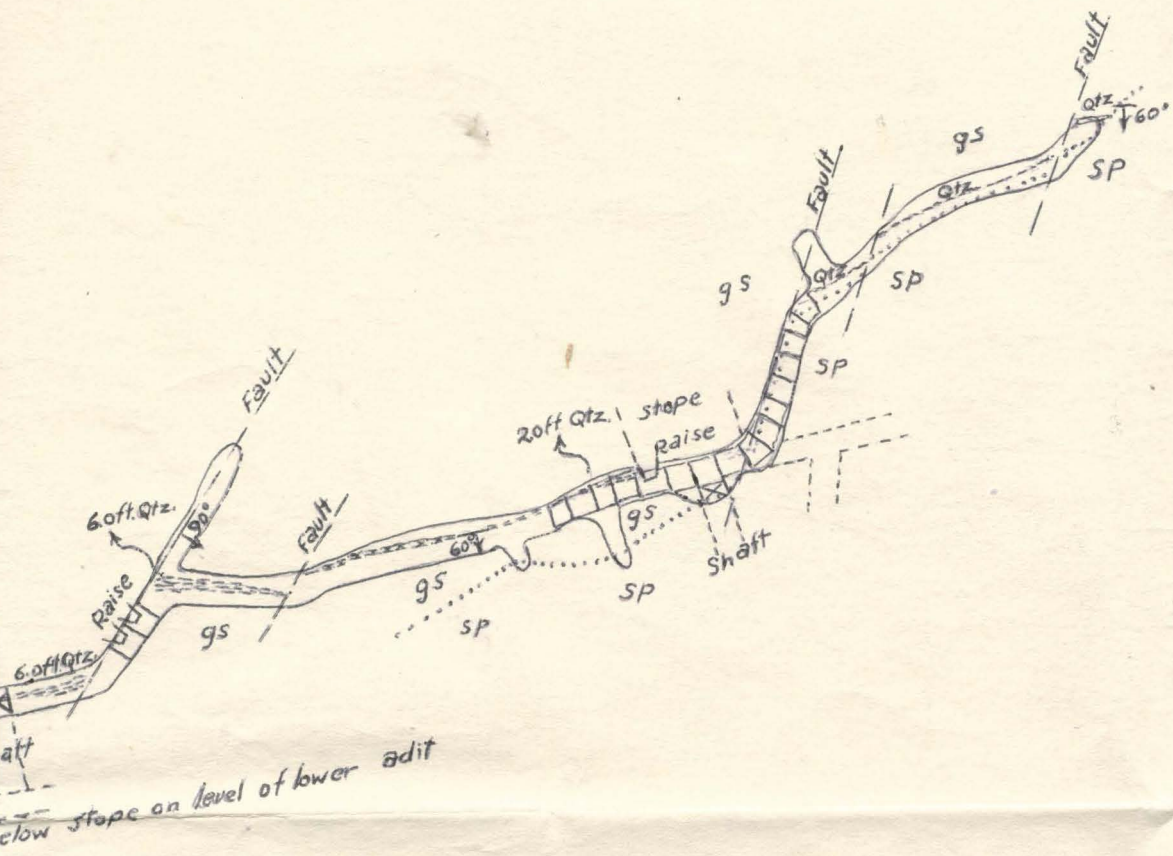 Fault
Qtz
60°
gs
SP
Fault
Qtz
gs
Qtz
SP
SP
Fault
stope
2.0ft Qtz.
Raise
gs
Shaft
6.0ft.Qtz.
90°
Fault
60°
gs
SP
SP
Raise
gs
6.0ft.Qtz.
aft
elow stope on level of lower adit